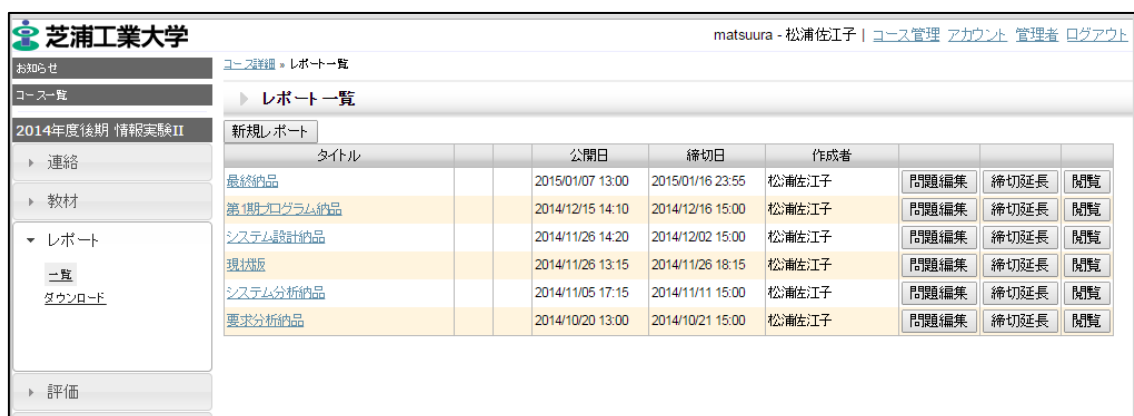 芝浦工業大学
matsuura - 松浦佐江子 | コース管理 アカウント 管理者 ログアウト
お知らせ
コース一覧
2014年度後期 情報実験II
連絡
教材
レポート
一覧
ダウンロード
評価
コース詳細 » レポート一覧
レポート一覧
新規レポート
タイトル 公開日 締切日 作成者
最終納品 2015/01/07 13:00 2015/01/16 23:55 松浦佐江子 問題編集 締切延長 閲覧
第1期プログラム納品 2014/12/15 14:10 2014/12/16 15:00 松浦佐江子 問題編集 締切延長 閲覧
システム設計納品 2014/11/26 14:20 2014/12/02 15:00 松浦佐江子 問題編集 締切延長 閲覧
現状版 2014/11/26 13:15 2014/11/26 18:15 松浦佐江子 問題編集 締切延長 閲覧
システム分析納品 2014/11/05 17:15 2014/11/11 15:00 松浦佐江子 問題編集 締切延長 閲覧
要求分析納品 2014/10/20 13:00 2014/10/21 15:00 松浦佐江子 問題編集 締切延長 閲覧